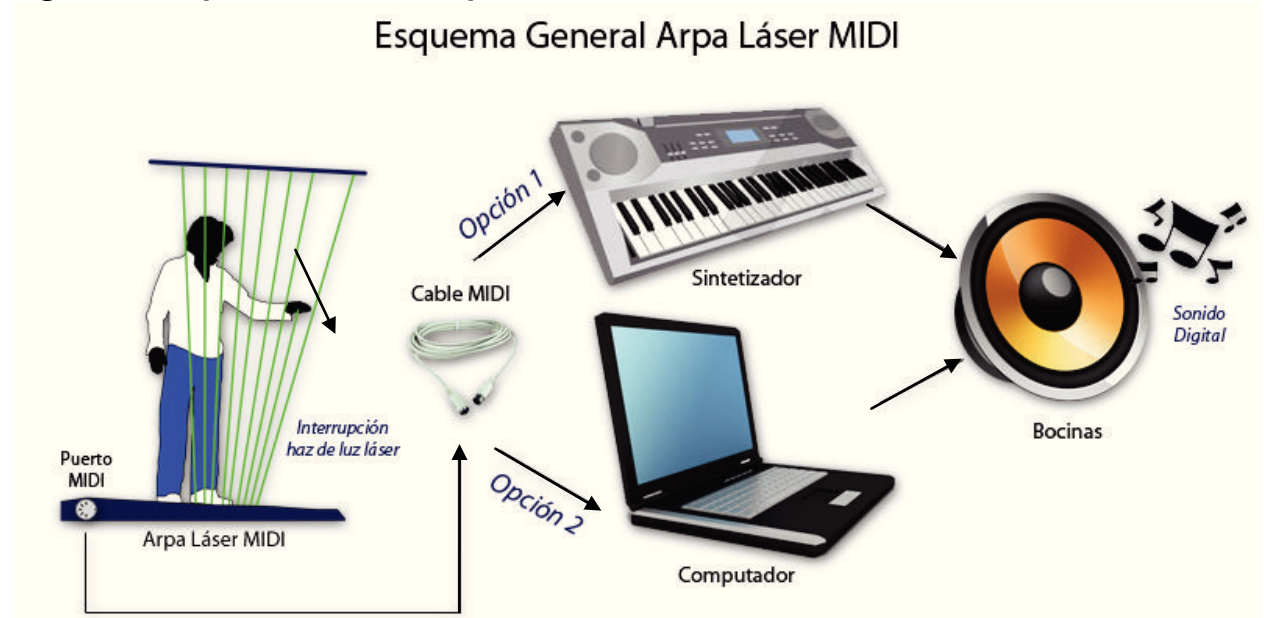 Esquema General Arpa Láser MIDI
Opción 1
Sintetizador
Cable MIDI
Sonido
Digital
Interrupción
haz de luz láser
Bocinas
Puerto
MIDI
Opción 2
Arpa Láser MIDI
Computador